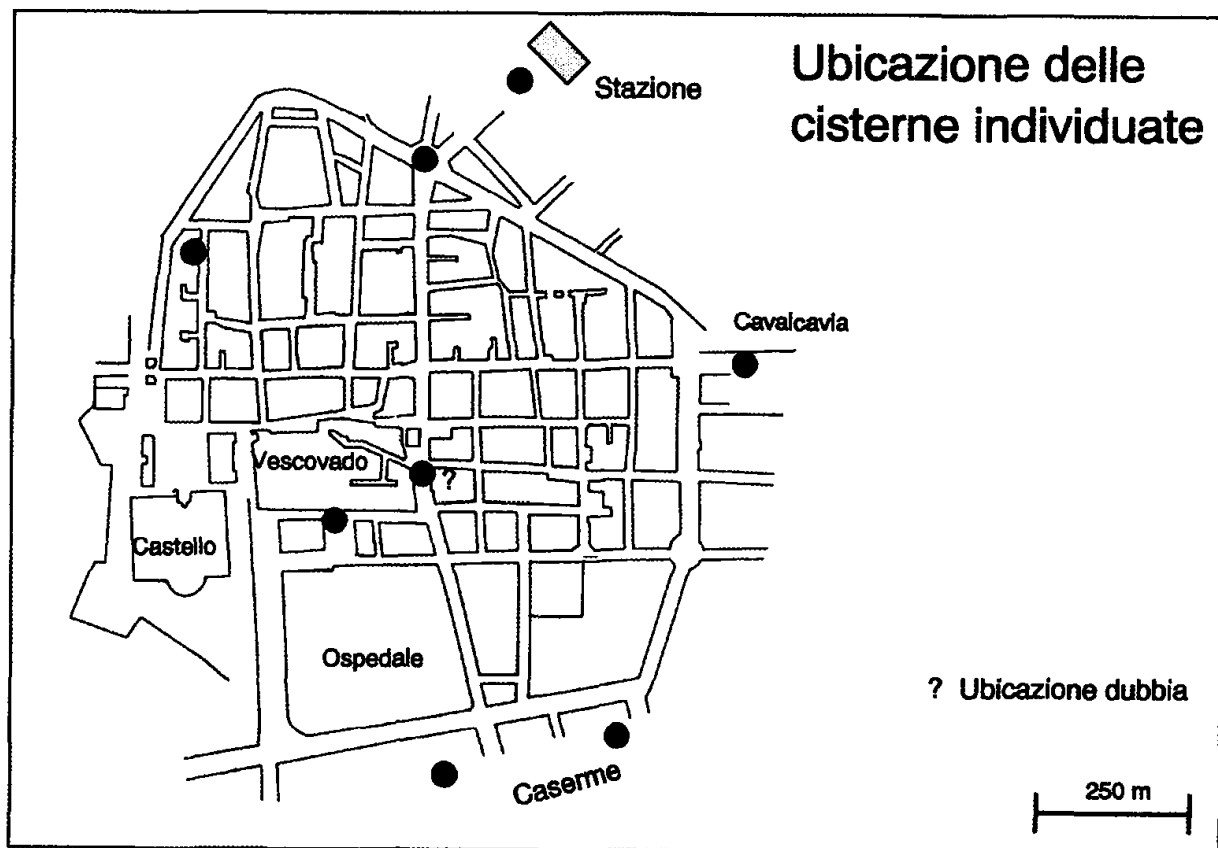 Ubicazione delle
cisterne individuate
Stazione
Cavalcavia
Vescovado
?
Castello
Ospedale
? Ubicazione dubbia
Caserme
250 m